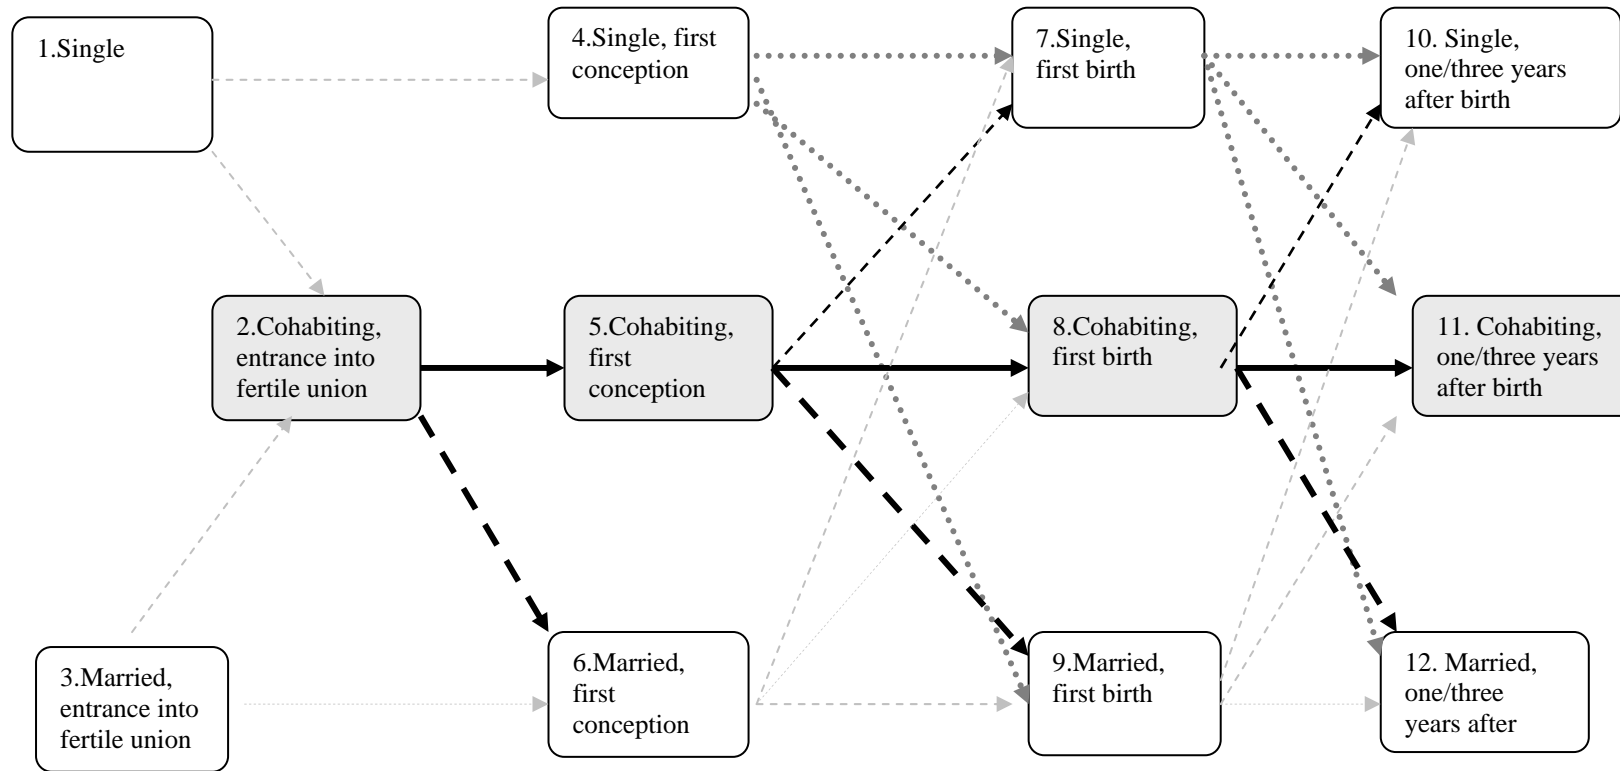 1.Single
4.Single, first
conception
7.Single,
first birth
10. Single,
one/three years
after birth
2.Cohabiting,
entrance into
fertile union
5.Cohabiting,
first
conception
8.Cohabiting,
first birth
11. Cohabiting,
one/three years
after birth
3.Married,
entrance into
fertile union
6.Married,
first
conception
9.Married,
first birth
12. Married,
one/three
years after